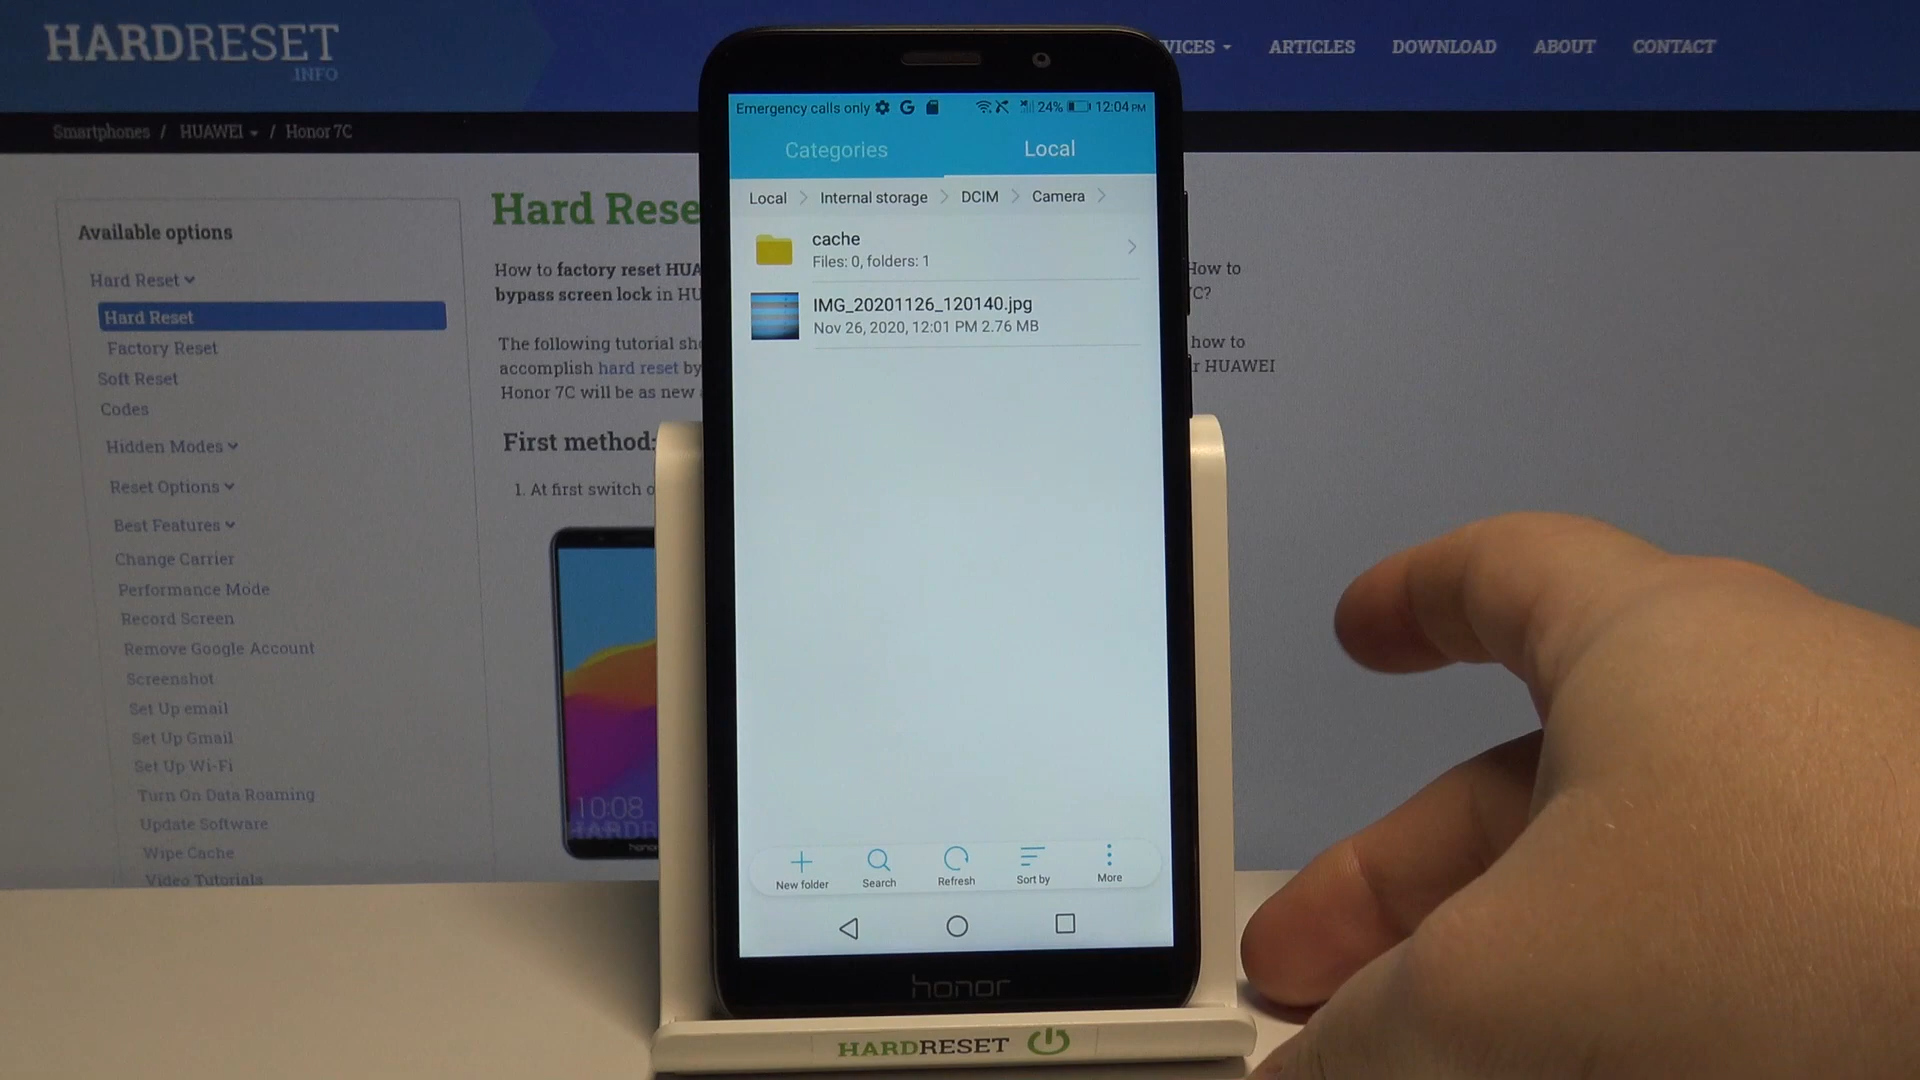 HARDRESET
.INFO
VICES
ARTICLES
DOWNLOAD
ABOUT
CONTACT
Smartphones / HUAWEI / Honor 7C
Available options
Hard Reset
Hard Reset
Factory Reset
Soft Reset
Codes
Hidden Modes
Reset Options
Best Features
Change Carrier
Performance Mode
Record Screen
Remove Google Account
Screenshot
Set Up email
Set Up Gmail
Set Up Wi-Fi
Turn On Data Roaming
Update Software
Wipe Cache
Video Tutorials
Hard Rese
How to factory reset HUA
How to
bypass screen lock in HU
7C?
The following tutorial sh
how to
accomplish hard reset by
r HUAWEI
Honor 7C will be as new
First method:
1. At first switch o
10:08
HARDR
honor
Emergency calls only G 24% 12:04 PM
Categories
Local
Local > Internal storage > DCIM > Camera >
cache
Files: 0, folders: 1
IMG_20201126_120140.jpg
Nov 26, 2020, 12:01 PM 2.76 MB
New folder
Search
Refresh
Sort by
More
honor
HARDRESET